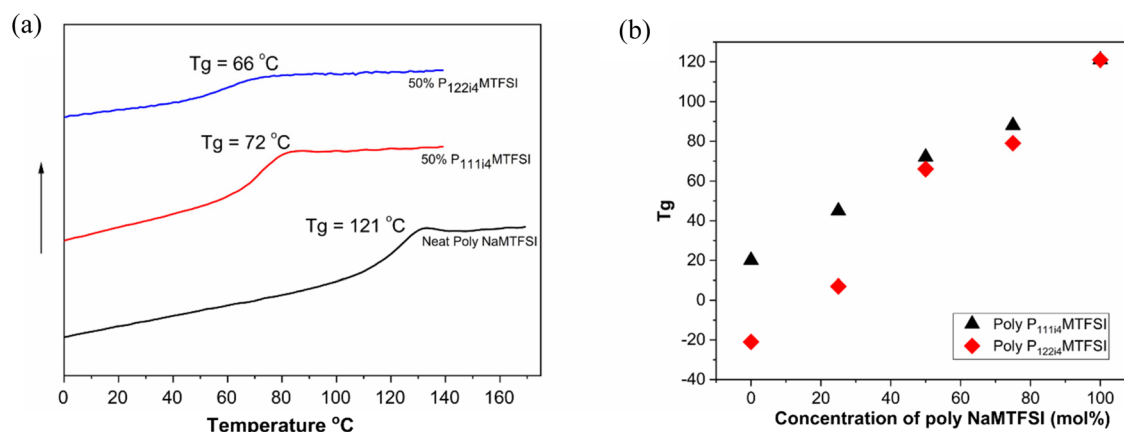 (a)
Tg = 66 °C
50% P122i4MTFSI
Tg = 72 °C
50% P111i4MTFSI
Tg = 121 °C
Neat Poly NaMTFSI
0 20 40 60 80 100 120 140 160
Temperature °C
(b)
120
100
80
60
40
20
0
-20
-40
Tg
Poly P111i4MTFSI
Poly P122i4MTFSI
0 20 40 60 80 100
Concentration of poly NaMTFSI (mol%)